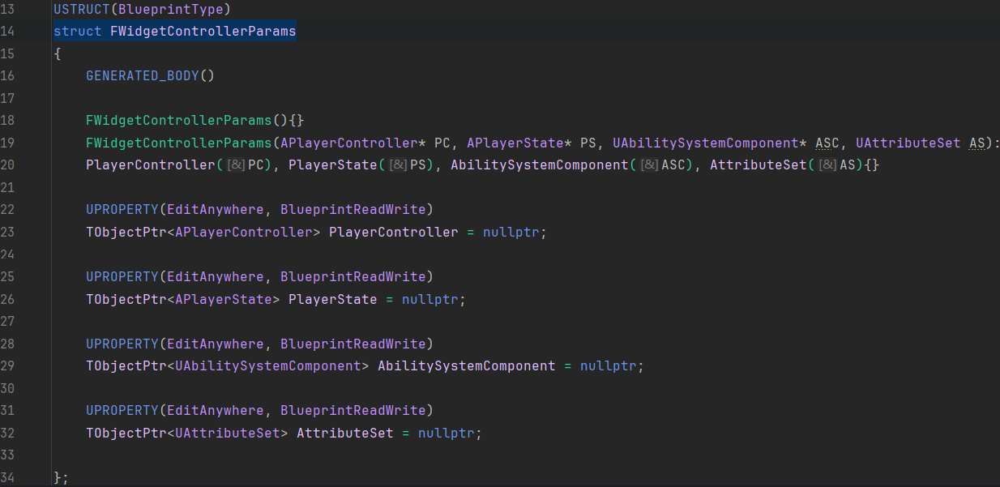 13 USTRUCT(BlueprintType)
14 struct FWidgetControllerParams
15 {
16 GENERATED_BODY()
17
18 FWidgetControllerParams(){}
19 FWidgetControllerParams(APlayerController* PC, APlayerState* PS, UAbilitySystemComponent* ASC, UAttributeSet AS):
20 PlayerController([&]PC), PlayerState([&]PS), AbilitySystemComponent([&]ASC), AttributeSet([&]AS){}
21
22 UPROPERTY(EditAnywhere, BlueprintReadWrite)
23 TObjectPtr<APlayerController> PlayerController = nullptr;
24
25 UPROPERTY(EditAnywhere, BlueprintReadWrite)
26 TObjectPtr<APlayerState> PlayerState = nullptr;
27
28 UPROPERTY(EditAnywhere, BlueprintReadWrite)
29 TObjectPtr<UAbilitySystemComponent> AbilitySystemComponent = nullptr;
30
31 UPROPERTY(EditAnywhere, BlueprintReadWrite)
32 TObjectPtr<UAttributeSet> AttributeSet = nullptr;
33
34 };